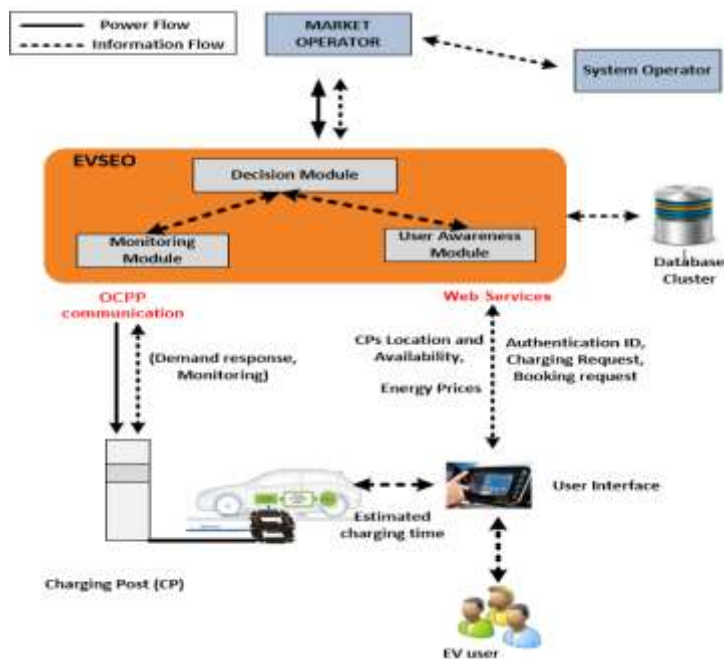 Power Flow
Information Flow
MARKET
OPERATOR
System Operator
EVSEO
Decision Module
Monitoring
Module
User Awareness
Module
Database
Cluster
OCPP
communication
Web Services
(Demand response,
Monitoring)
CPs Location and
Availability,
Energy Prices
Authentication ID,
Charging Request,
Booking request
User Interface
Estimated
charging time
Charging Post (CP)
EV user